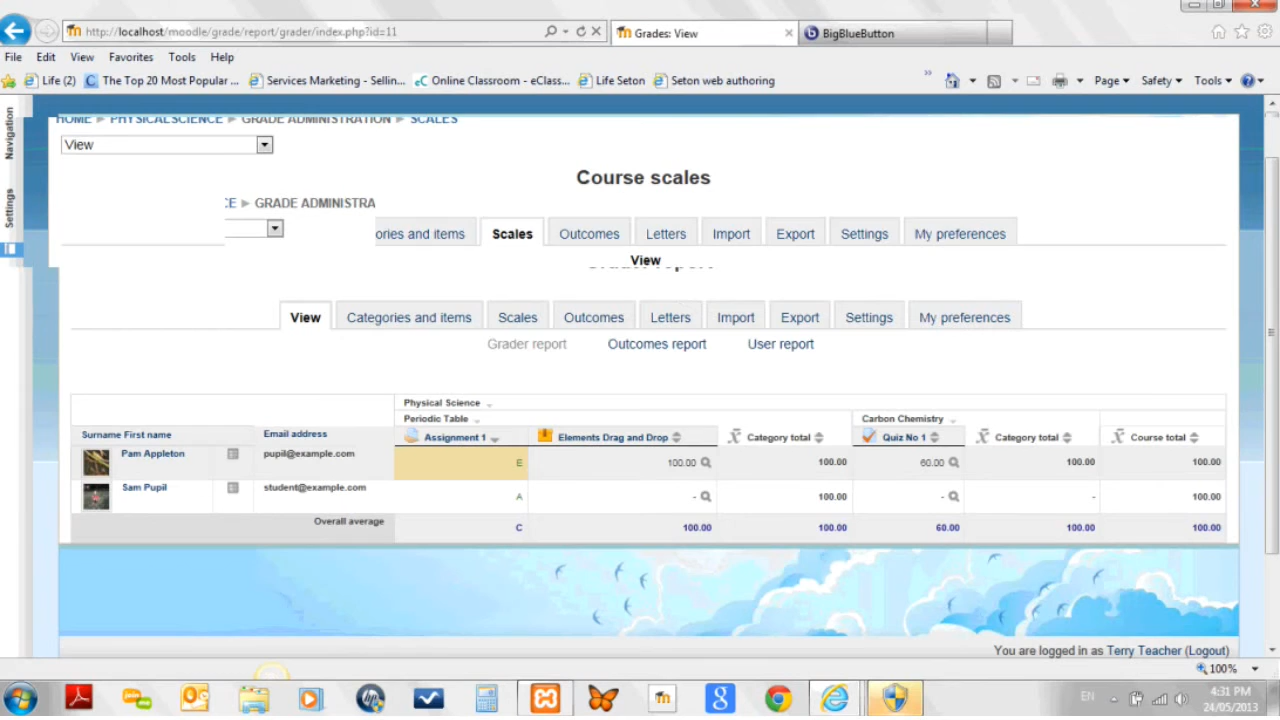 http://localhost/moodle/grade/report/grader/index.php?id=11
Grades: View
BigBlueButton
File Edit View Favorites Tools Help
Life (2) The Top 20 Most Popular ... Services Marketing - Sellin... Online Classroom - eClass... Life Seton Seton web authoring
Page Safety Tools
Navigation
Settings
HOME ► PHYSICAL SCIENCE ► GRADE ADMINISTRATION ► SCALES
View
Course scales
CE ► GRADE ADMINISTRA
ories and items Scales Outcomes Letters Import Export Settings My preferences
View
View Categories and items Scales Outcomes Letters Import Export Settings My preferences
Grader report Outcomes report User report
Physical Science
Periodic Table Carbon Chemistry
Surname First name Email address Assignment 1 Elements Drag and Drop Category total Quiz No 1 Category total Course total
Pam Appleton pupil@example.com E 100.00 100.00 60.00 100.00 100.00
Sam Pupil student@example.com A - 100.00 - - 100.00
Overall average C 100.00 100.00 60.00 100.00 100.00
You are logged in as Terry Teacher (Logout)
100%
EN
4:31 PM
24/05/2013